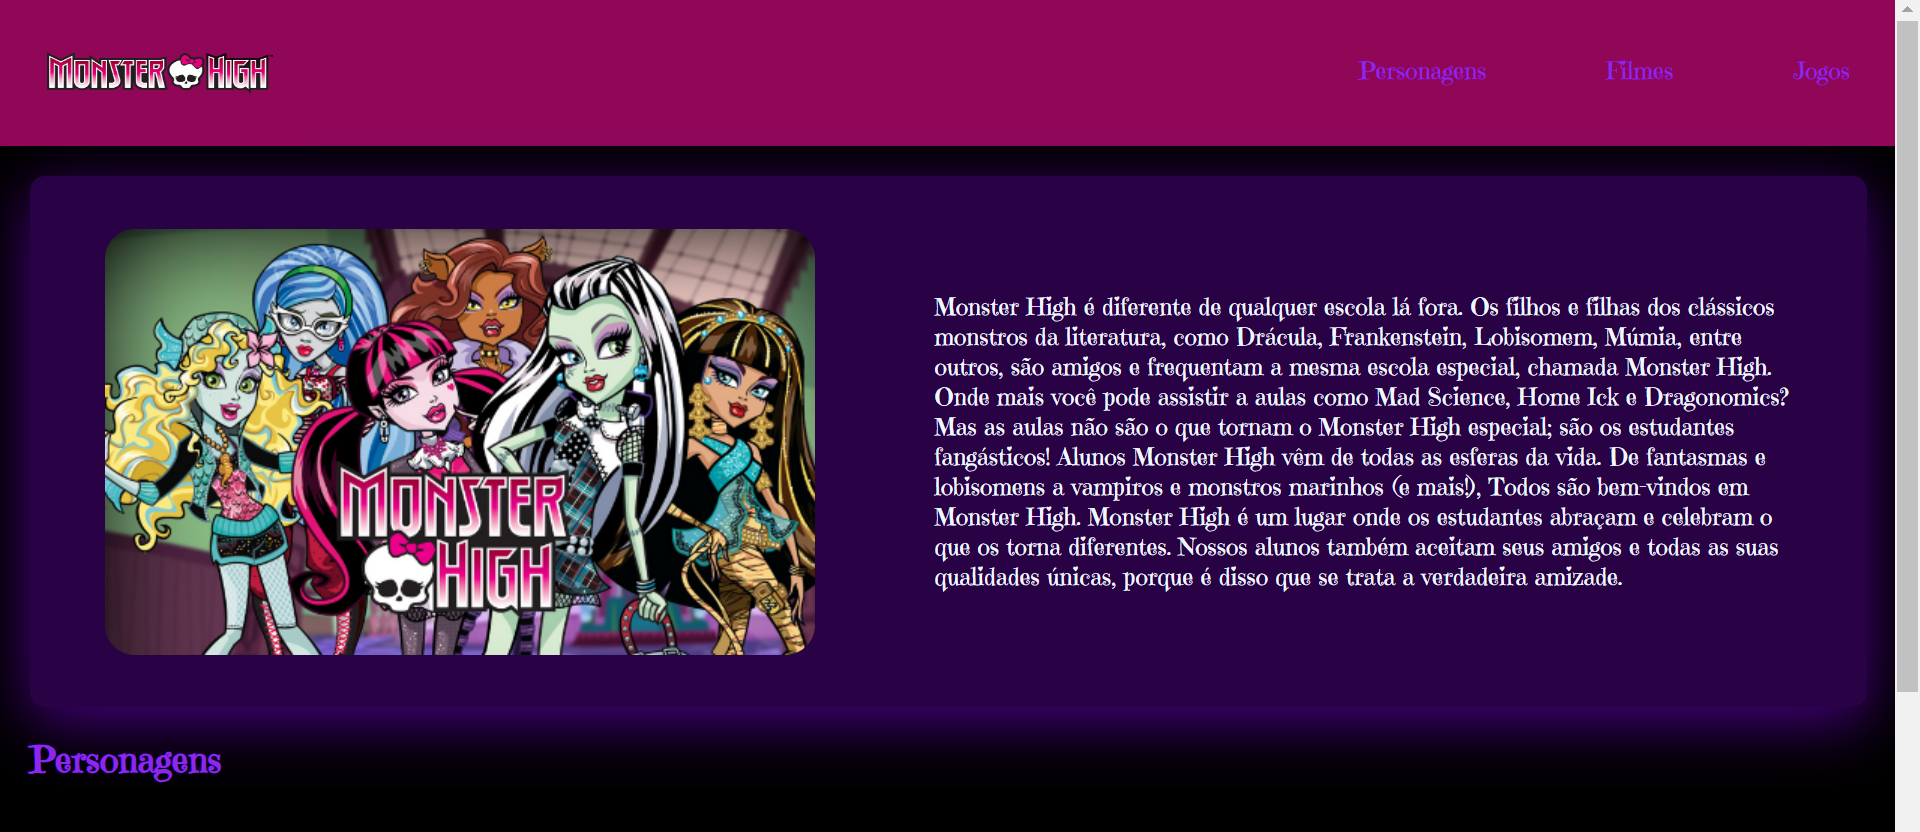 MONSTER HIGH
Personagens
Filmes
Jogos
MONSTER
HIGH
Monster High é diferente de qualquer escola lá fora. Os filhos e filhas dos clássicos
monstros da literatura, como Drácula, Frankenstein, Lobisomem, Múmia, entre
outros, são amigos e frequentam a mesma escola especial, chamada Monster High.
Onde mais você pode assistir a aulas como Mad Science, Home Ick e Dragonomics?
Mas as aulas não são o que tornam o Monster High especial; são os estudantes
fangásticos! Alunos Monster High vêm de todas as esferas da vida. De fantasmas e
lobisomens a vampiros e monstros marinhos (e mais!), Todos são bem-vindos em
Monster High. Monster High é um lugar onde os estudantes abraçam e celebram o
que os torna diferentes. Nossos alunos também aceitam seus amigos e todas as suas
qualidades únicas, porque é disso que se trata a verdadeira amizade.
Personagens